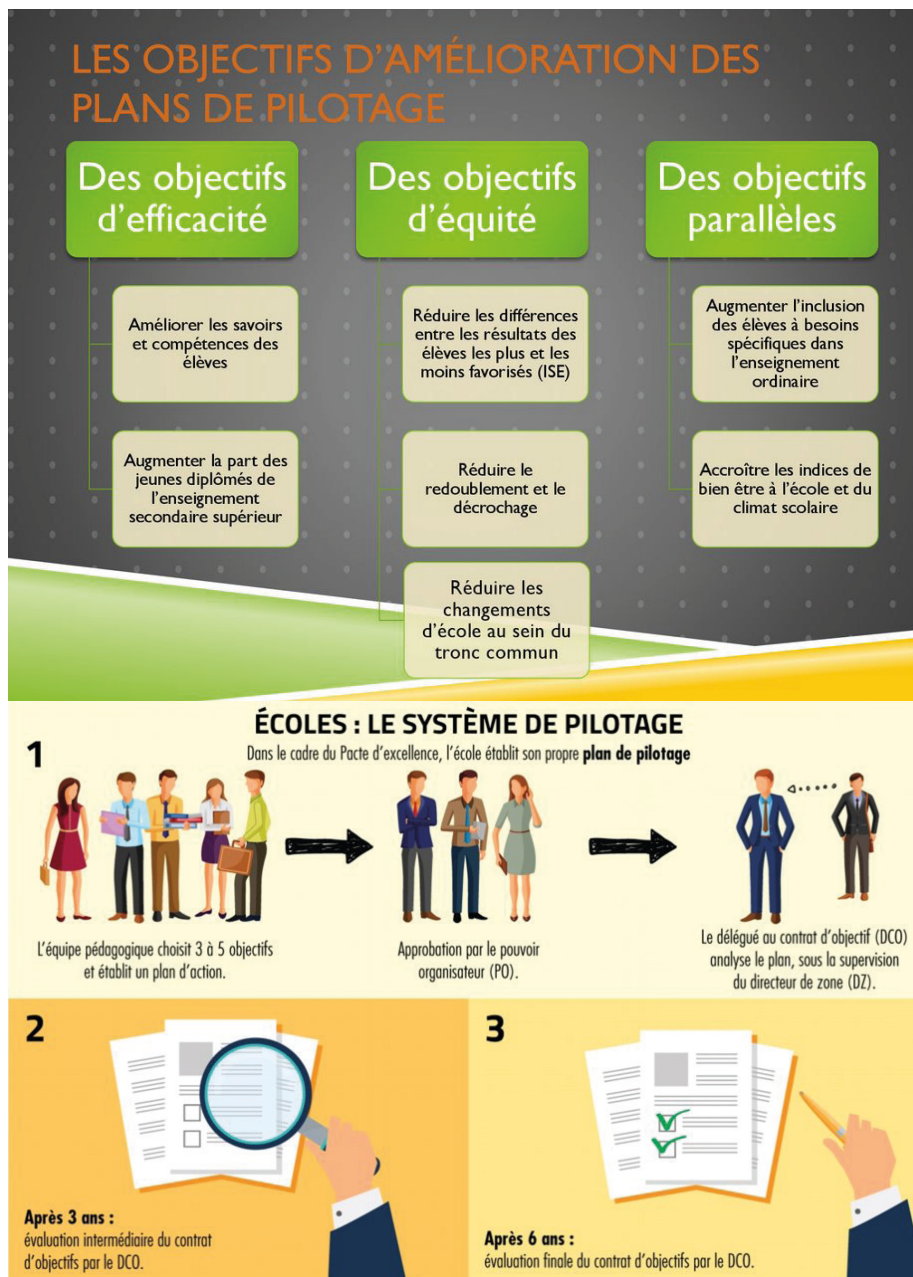 LES OBJECTIFS D'AMÉLIORATION DES
PLANS DE PILOTAGE
Des objectifs
d'efficacité
Améliorer les savoirs
et compétences des
élèves
Augmenter la part des
jeunes diplômés de
l'enseignement
secondaire supérieur
Des objectifs
d'équité
Réduire les différences
entre les résultats des
élèves les plus et les
moins favorisés (ISE)
Réduire le
redoublement et le
décrochage
Réduire les
changements
d'école au sein du
tronc commun
Des objectifs
parallèles
Augmenter l'inclusion
des élèves à besoins
spécifiques dans
l'enseignement
ordinaire
Accroître les indices de
bien être à l'école et du
climat scolaire
ÉCOLES : LE SYSTÈME DE PILOTAGE
Dans le cadre du Pacte d'excellence, l'école établit son propre plan de pilotage
1
L'équipe pédagogique choisit 3 à 5 objectifs
et établit un plan d'action.
Approbation par le pouvoir
organisateur (PO).
Le délégué au contrat d'objectif (DCO)
analyse le plan, sous la supervision
du directeur de zone (DZ).
2
Après 3 ans :
évaluation intermédiaire du contrat
d'objectifs par le DCO.
3
Après 6 ans :
évaluation finale du contrat d'objectifs par le DCO.